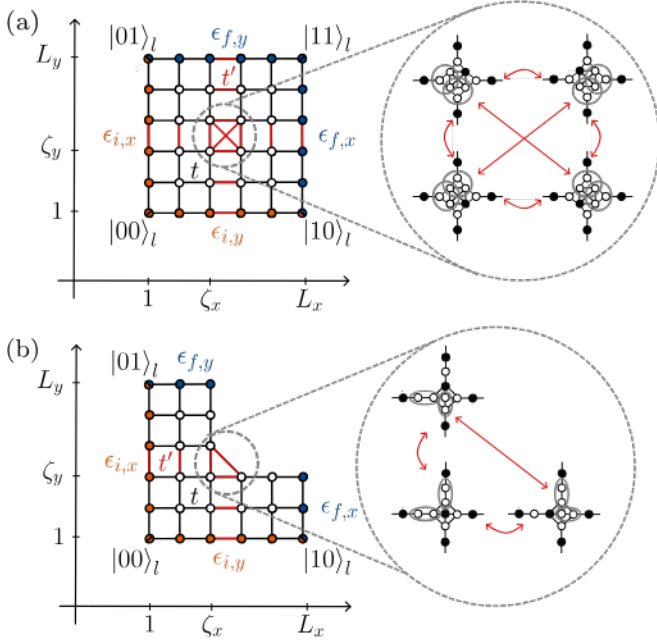 (a)
|01⟩l ϵf,y |11⟩l
Ly
t′
ϵi,x ϵf,x
ζy
t
1
|00⟩l ϵi,y |10⟩l
1 ζx Lx
(b)
|01⟩l ϵf,y
Ly
ϵi,x t′
ζy
t
ϵf,x
1
|00⟩l ϵi,y |10⟩l
1 ζx Lx